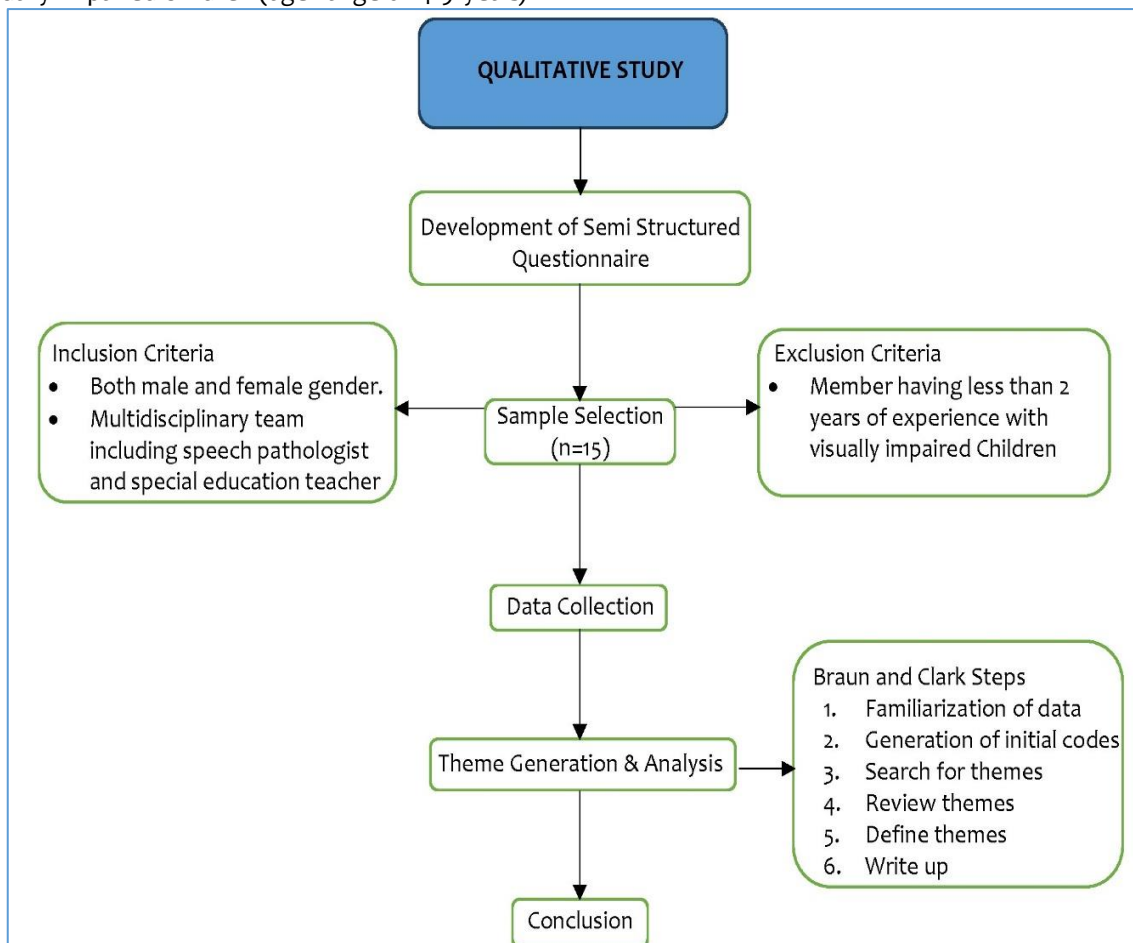 QUALITATIVE STUDY
Development of Semi Structured
Questionnaire
Inclusion Criteria
• Both male and female gender.
• Multidisciplinary team
including speech pathologist
and special education teacher
Sample Selection
(n=15)
Exclusion Criteria
• Member having less than 2
years of experience with
visually impaired Children
Data Collection
Theme Generation & Analysis
Braun and Clark Steps
1. Familiarization of data
2. Generation of initial codes
3. Search for themes
4. Review themes
5. Define themes
6. Write up
Conclusion